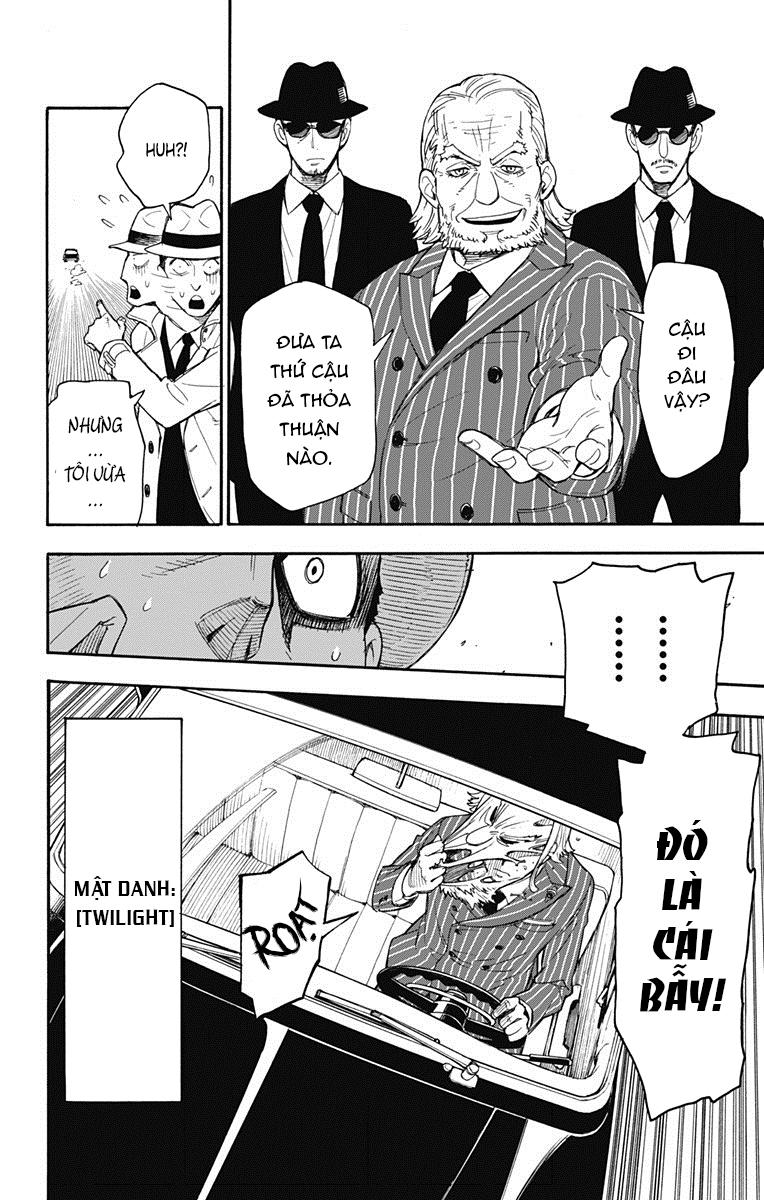 CẬU
ĐI
ĐÂU
VẬY?
ĐƯA TA
THỨ CẬU
ĐÃ THỎA
THUẬN
NÀO.
HUH?!
NHƯNG
...
TÔI VỪA
...
......
......
ĐÓ
LÀ
CÁI
BẪY!
ROẠT
MẬT DANH:
[TWILIGHT]